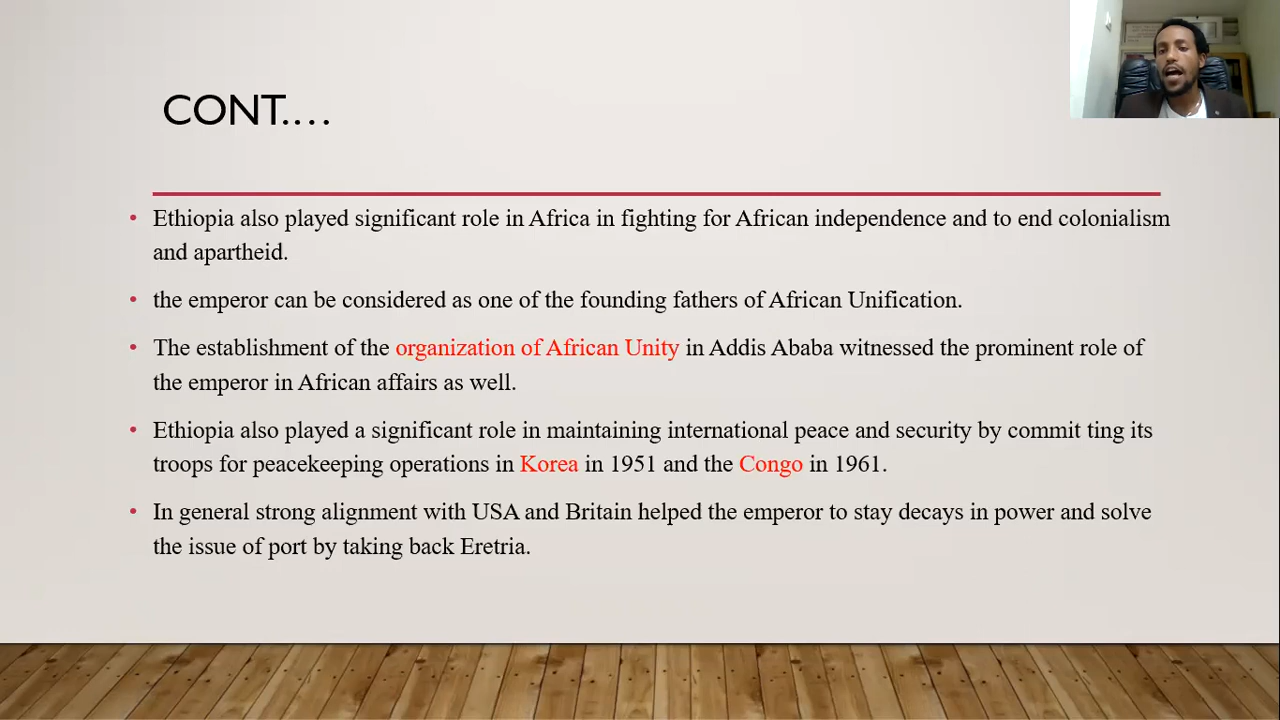 CONT.…
• Ethiopia also played significant role in Africa in fighting for African independence and to end colonialism
and apartheid.
• the emperor can be considered as one of the founding fathers of African Unification.
• The establishment of the organization of African Unity in Addis Ababa witnessed the prominent role of
the emperor in African affairs as well.
• Ethiopia also played a significant role in maintaining international peace and security by commit ting its
troops for peacekeeping operations in Korea in 1951 and the Congo in 1961.
• In general strong alignment with USA and Britain helped the emperor to stay decays in power and solve
the issue of port by taking back Eretria.